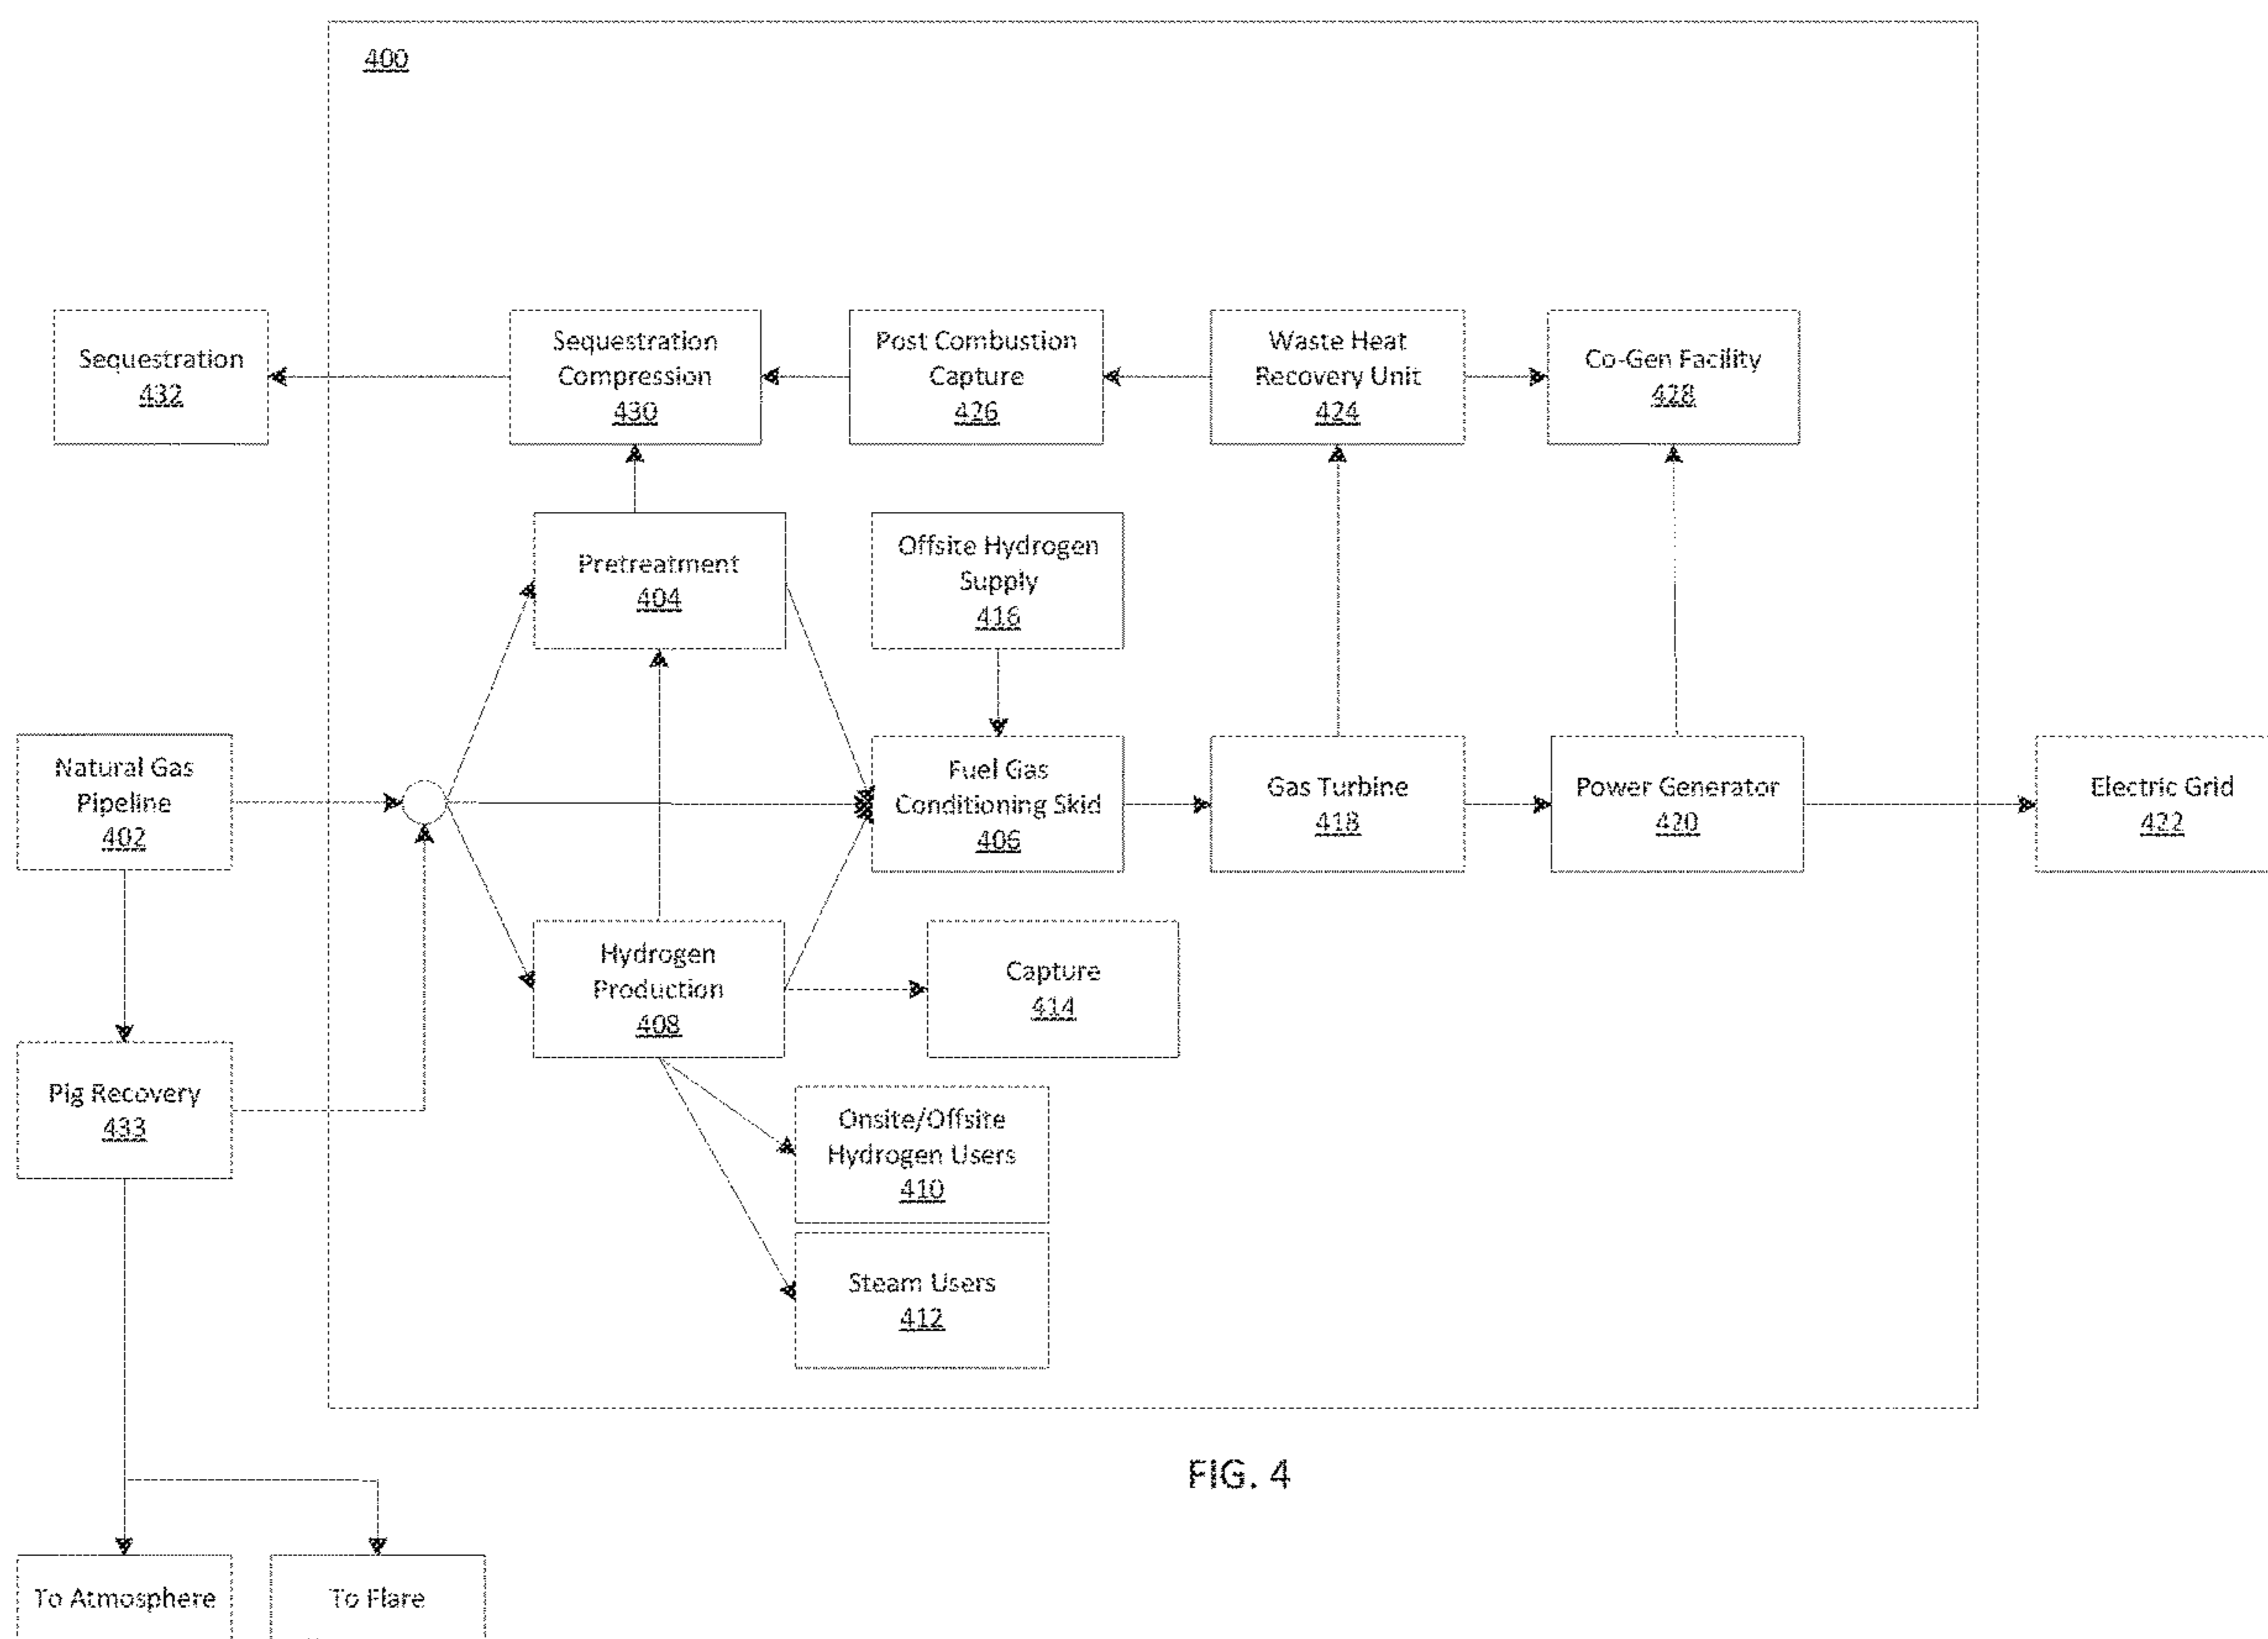 400
Sequestration
432
Sequestration
Compression
430
Post Combustion
Capture
426
Waste Heat
Recovery Unit
424
Co-Gen Facility
428
Pretreatment
404
Offsite Hydrogen
Supply
416
Natural Gas
Pipeline
402
Fuel Gas
Conditioning Skid
406
Gas Turbine
418
Power Generator
420
Electric Grid
422
Hydrogen
Production
408
Capture
414
Pig Recovery
433
Onsite/Offsite
Hydrogen Users
410
Steam Users
412
FIG. 4
To Atmosphere
To Flare